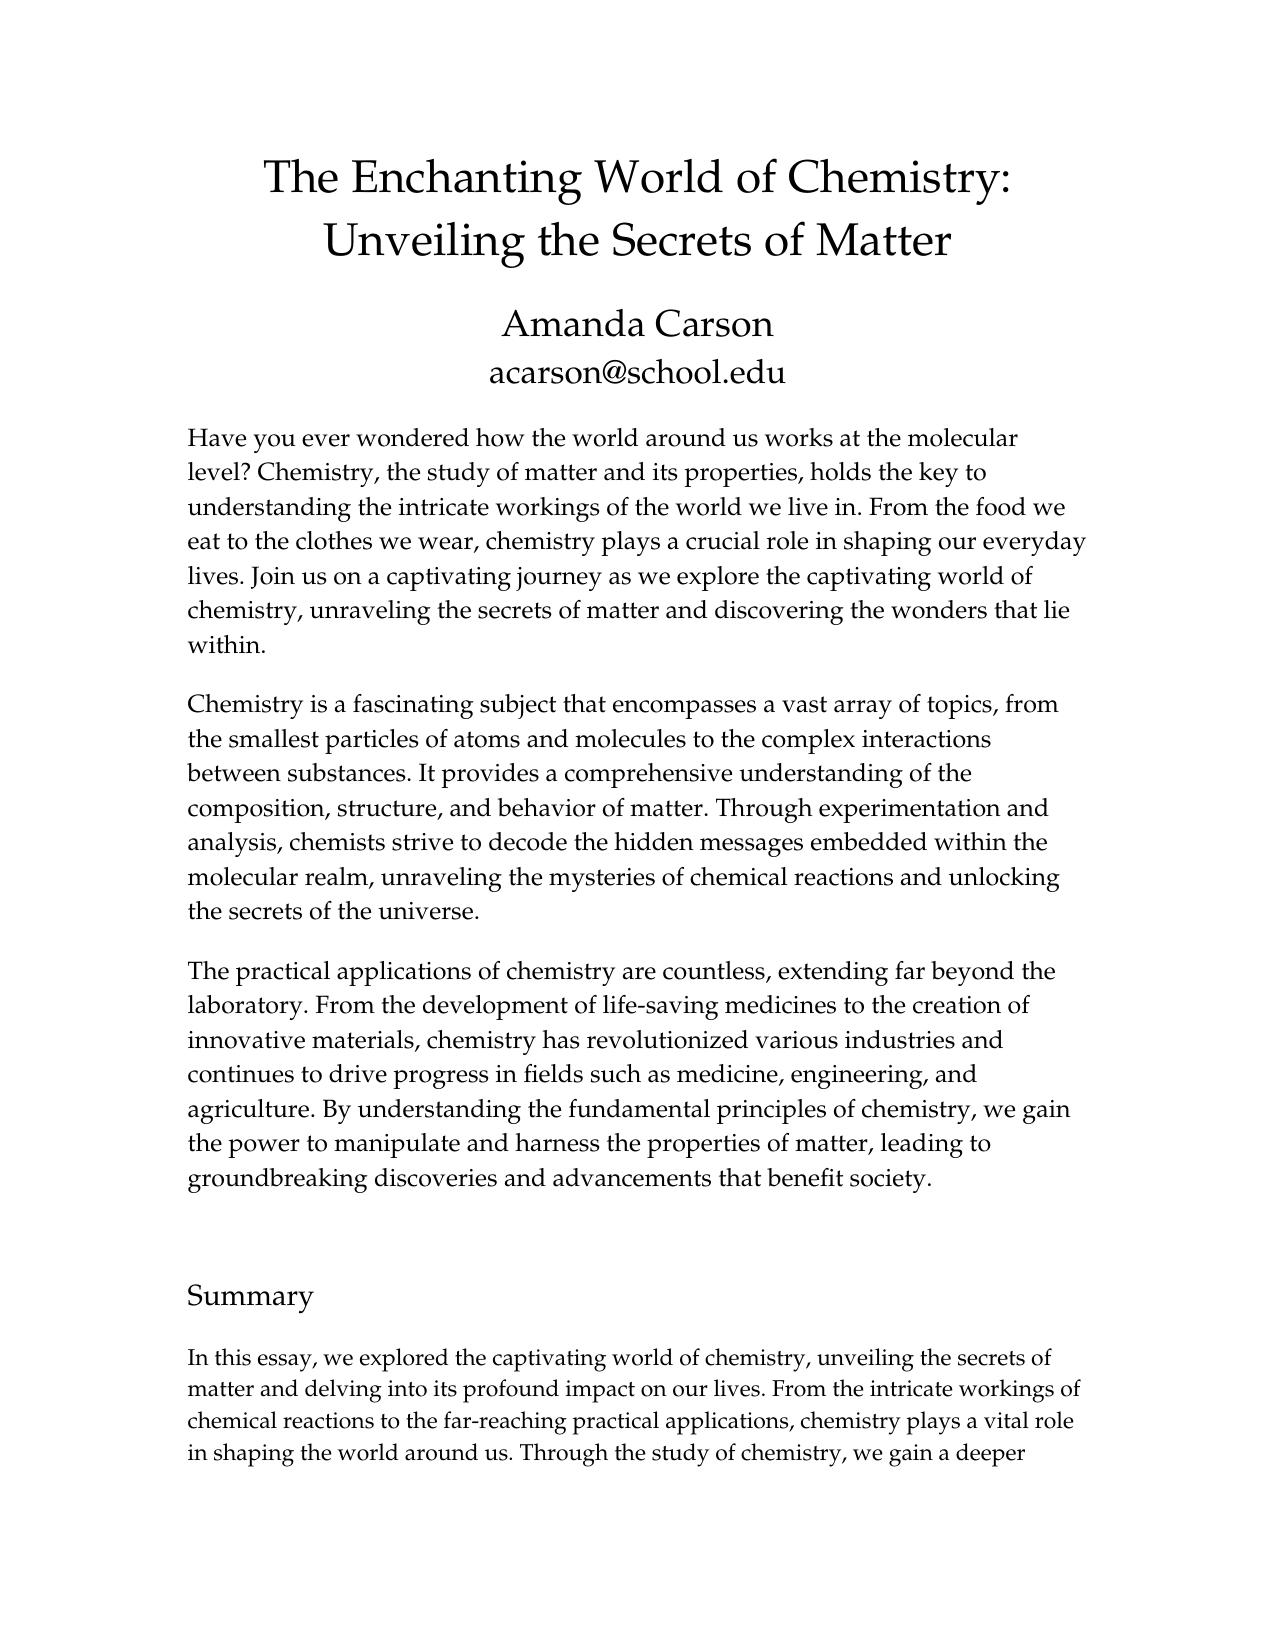 The Enchanting World of Chemistry:
Unveiling the Secrets of Matter
Amanda Carson
acarson@school.edu
Have you ever wondered how the world around us works at the molecular
level? Chemistry, the study of matter and its properties, holds the key to
understanding the intricate workings of the world we live in. From the food we
eat to the clothes we wear, chemistry plays a crucial role in shaping our everyday
lives. Join us on a captivating journey as we explore the captivating world of
chemistry, unraveling the secrets of matter and discovering the wonders that lie
within.
Chemistry is a fascinating subject that encompasses a vast array of topics, from
the smallest particles of atoms and molecules to the complex interactions
between substances. It provides a comprehensive understanding of the
composition, structure, and behavior of matter. Through experimentation and
analysis, chemists strive to decode the hidden messages embedded within the
molecular realm, unraveling the mysteries of chemical reactions and unlocking
the secrets of the universe.
The practical applications of chemistry are countless, extending far beyond the
laboratory. From the development of life-saving medicines to the creation of
innovative materials, chemistry has revolutionized various industries and
continues to drive progress in fields such as medicine, engineering, and
agriculture. By understanding the fundamental principles of chemistry, we gain
the power to manipulate and harness the properties of matter, leading to
groundbreaking discoveries and advancements that benefit society.
Summary
In this essay, we explored the captivating world of chemistry, unveiling the secrets of
matter and delving into its profound impact on our lives. From the intricate workings of
chemical reactions to the far-reaching practical applications, chemistry plays a vital role
in shaping the world around us. Through the study of chemistry, we gain a deeper